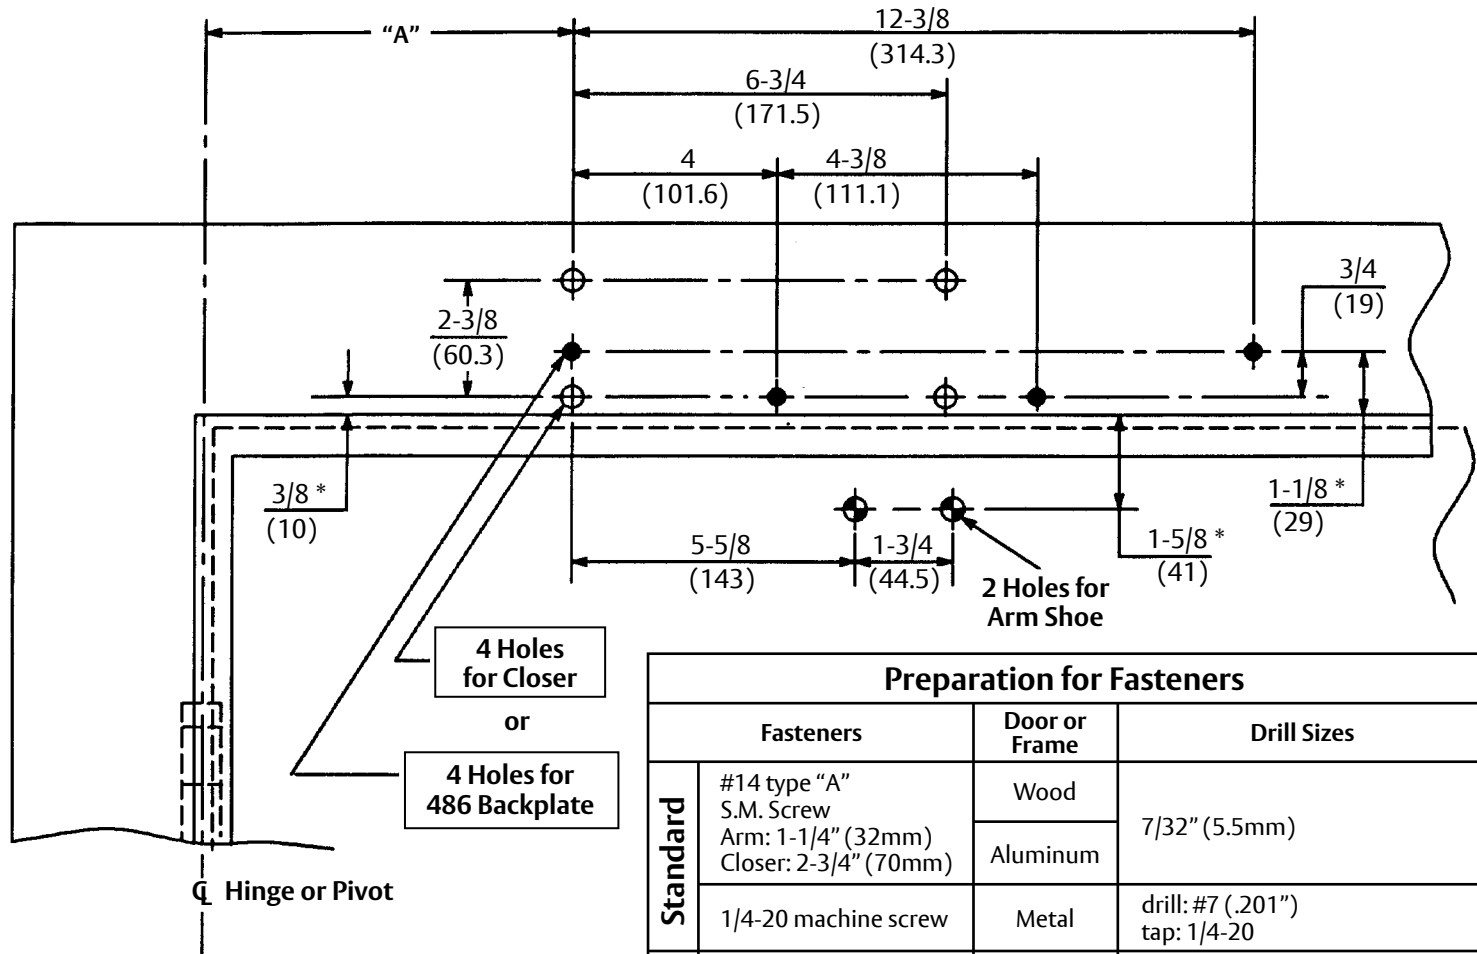 “A”
12-3/8
(314.3)
6-3/4
(171.5)
4
(101.6)
4-3/8
(111.1)
3/4
(19)
2-3/8
(60.3)
3/8 *
(10)
1-1/8 *
(29)
5-5/8
(143)
1-3/4
(44.5)
1-5/8 *
(41)
2 Holes for
Arm Shoe
4 Holes
for Closer
or
4 Holes for
486 Backplate
℄ Hinge or Pivot
Preparation for Fasteners
Fasteners
Door or
Frame
Drill Sizes
Standard
#14 type “A”
S.M. Screw
Arm: 1-1/4” (32mm)
Closer: 2-3/4” (70mm)
Wood
Aluminum
7/32” (5.5mm)
1/4-20 machine screw
Metal
drill: #7 (.201”)
tap: 1/4-20